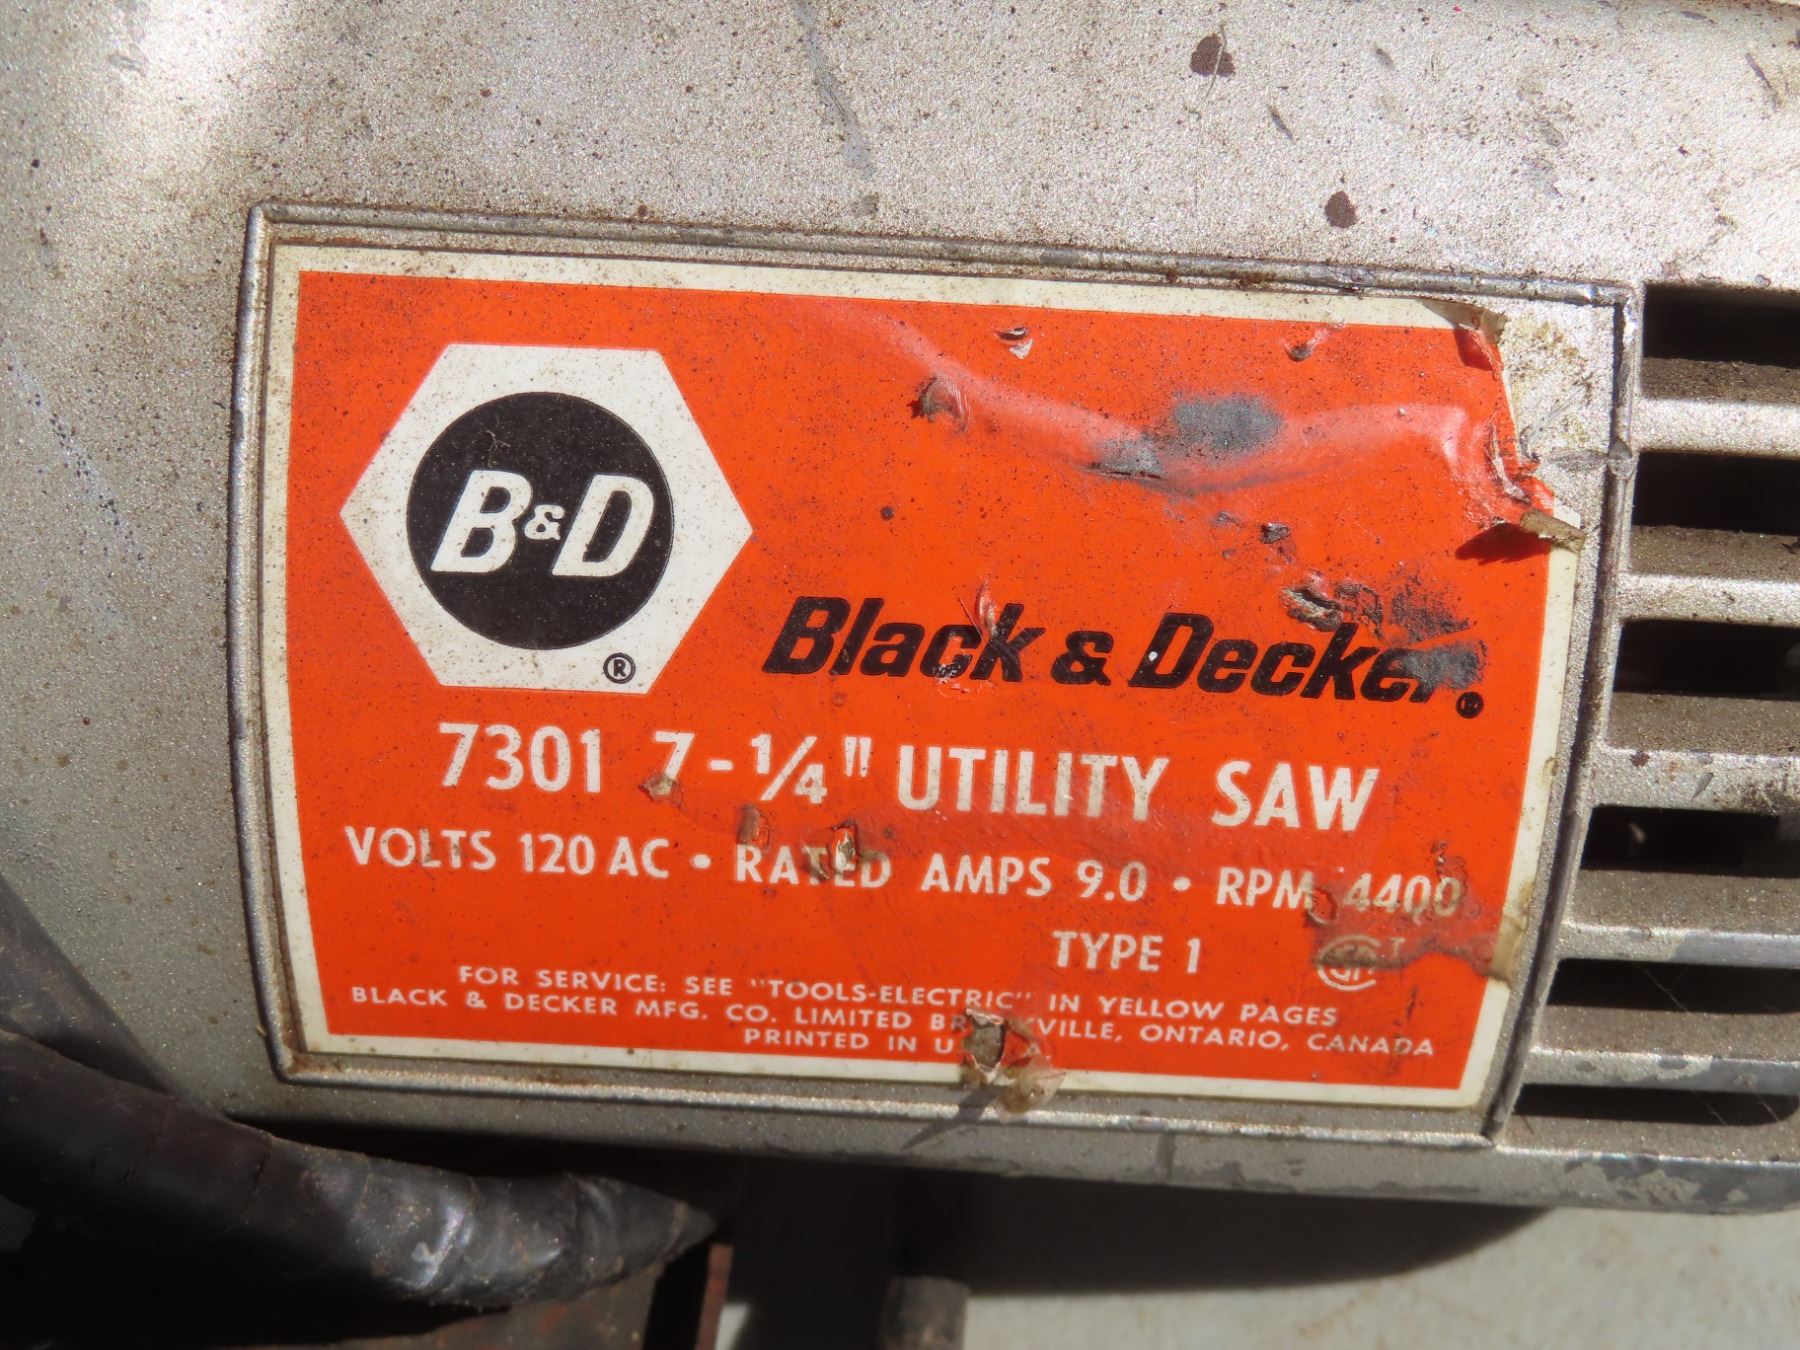 B&D
®
Black & Decker®
7301 7-1/4" UTILITY SAW
VOLTS 120 AC • RATED AMPS 9.0 • RPM 4400
TYPE 1
FOR SERVICE: SEE "TOOLS-ELECTRIC" IN YELLOW PAGES
BLACK & DECKER MFG. CO. LIMITED BROCKVILLE, ONTARIO, CANADA
PRINTED IN